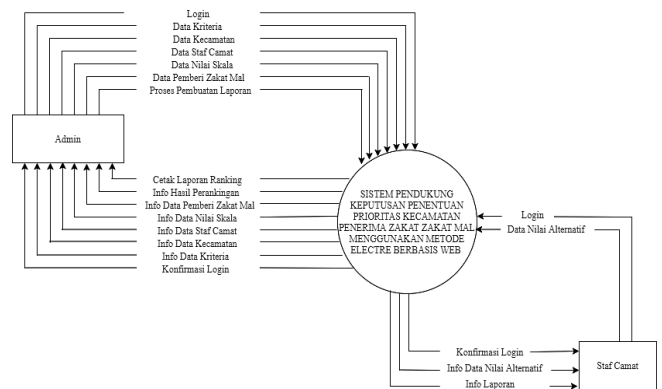 Login
Data Kriteria
Data Kecamatan
Data Staf Camat
Data Nilai Skala
Data Pemberi Zakat Mal
Proses Pembuatan Laporan
Admin
Cetak Laporan Ranking
Info Hasil Perankingan
Info Data Pemberi Zakat Mal
Info Data Nilai Skala
Info Data Staf Camat
Info Data Kecamatan
Info Data Kriteria
Konfirmasi Login
SISTEM PENDUKUNG
KEPUTUSAN PENENTUAN
PRIORITAS KECAMATAN
PENERIMA ZAKAT ZAKAT MAL
MENGGUNAKAN METODE
ELECTRE BERBASIS WEB
Login
Data Nilai Alternatif
Konfirmasi Login
Info Data Nilai Alternatif
Info Laporan
Staf Camat